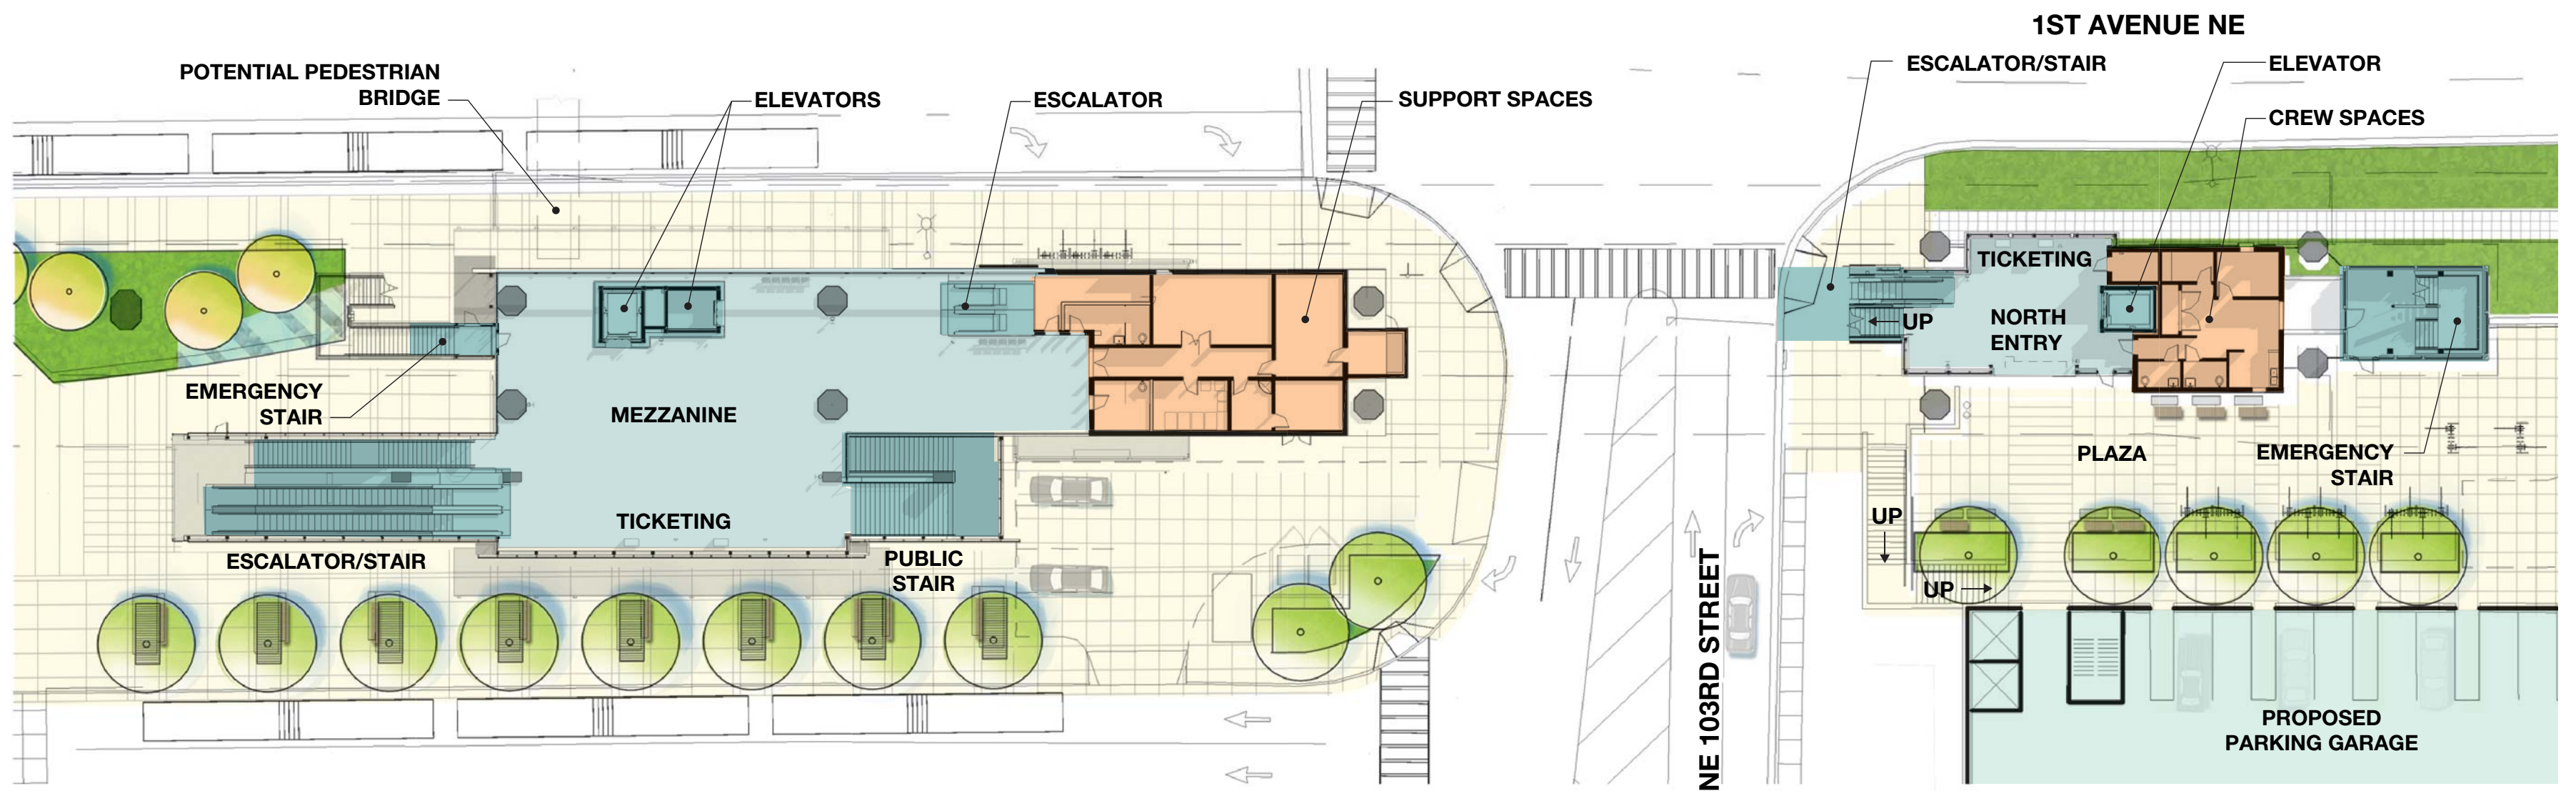 1ST AVENUE NE
POTENTIAL PEDESTRIAN
BRIDGE
ELEVATORS
ESCALATOR
SUPPORT SPACES
ESCALATOR/STAIR
ELEVATOR
CREW SPACES
TICKETING
NORTH
ENTRY
UP
EMERGENCY
STAIR
MEZZANINE
TICKETING
ESCALATOR/STAIR
PUBLIC
STAIR
PLAZA
EMERGENCY
STAIR
UP
UP
NE 103RD STREET
PROPOSED
PARKING GARAGE